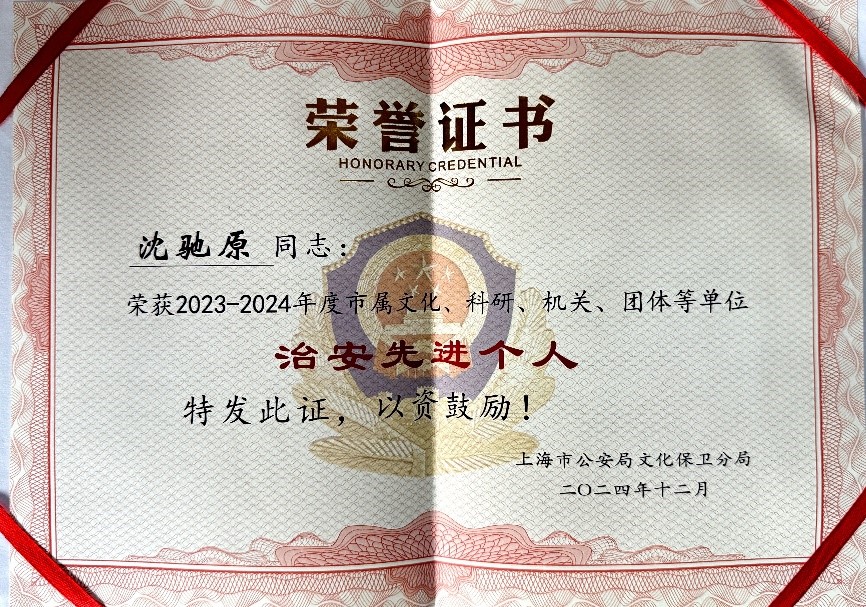 荣誉证书
HONORARY CREDENTIAL
沈驰原 同志：
荣获2023-2024年度市属文化、科研、机关、团体等单位
治安先进个人
特发此证，以资鼓励！
上海市公安局文化保卫分局
二〇二四年十二月